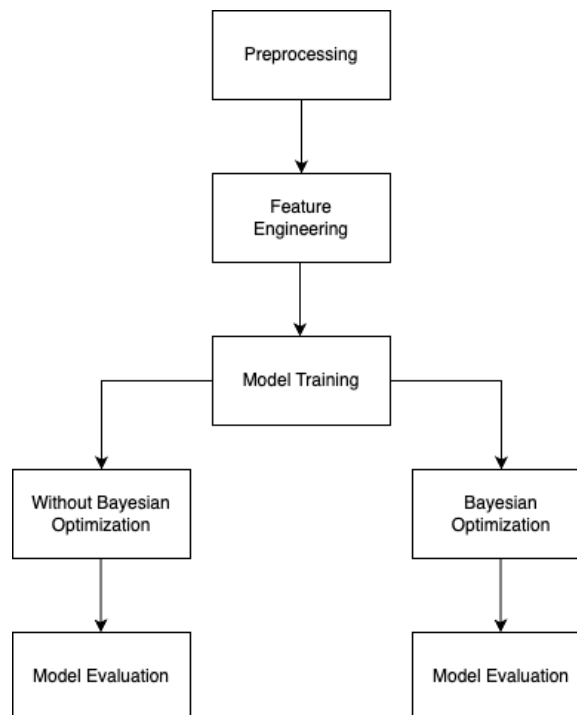 Preprocessing
Feature
Engineering
Model Training
Without Bayesian
Optimization
Bayesian
Optimization
Model Evaluation
Model Evaluation